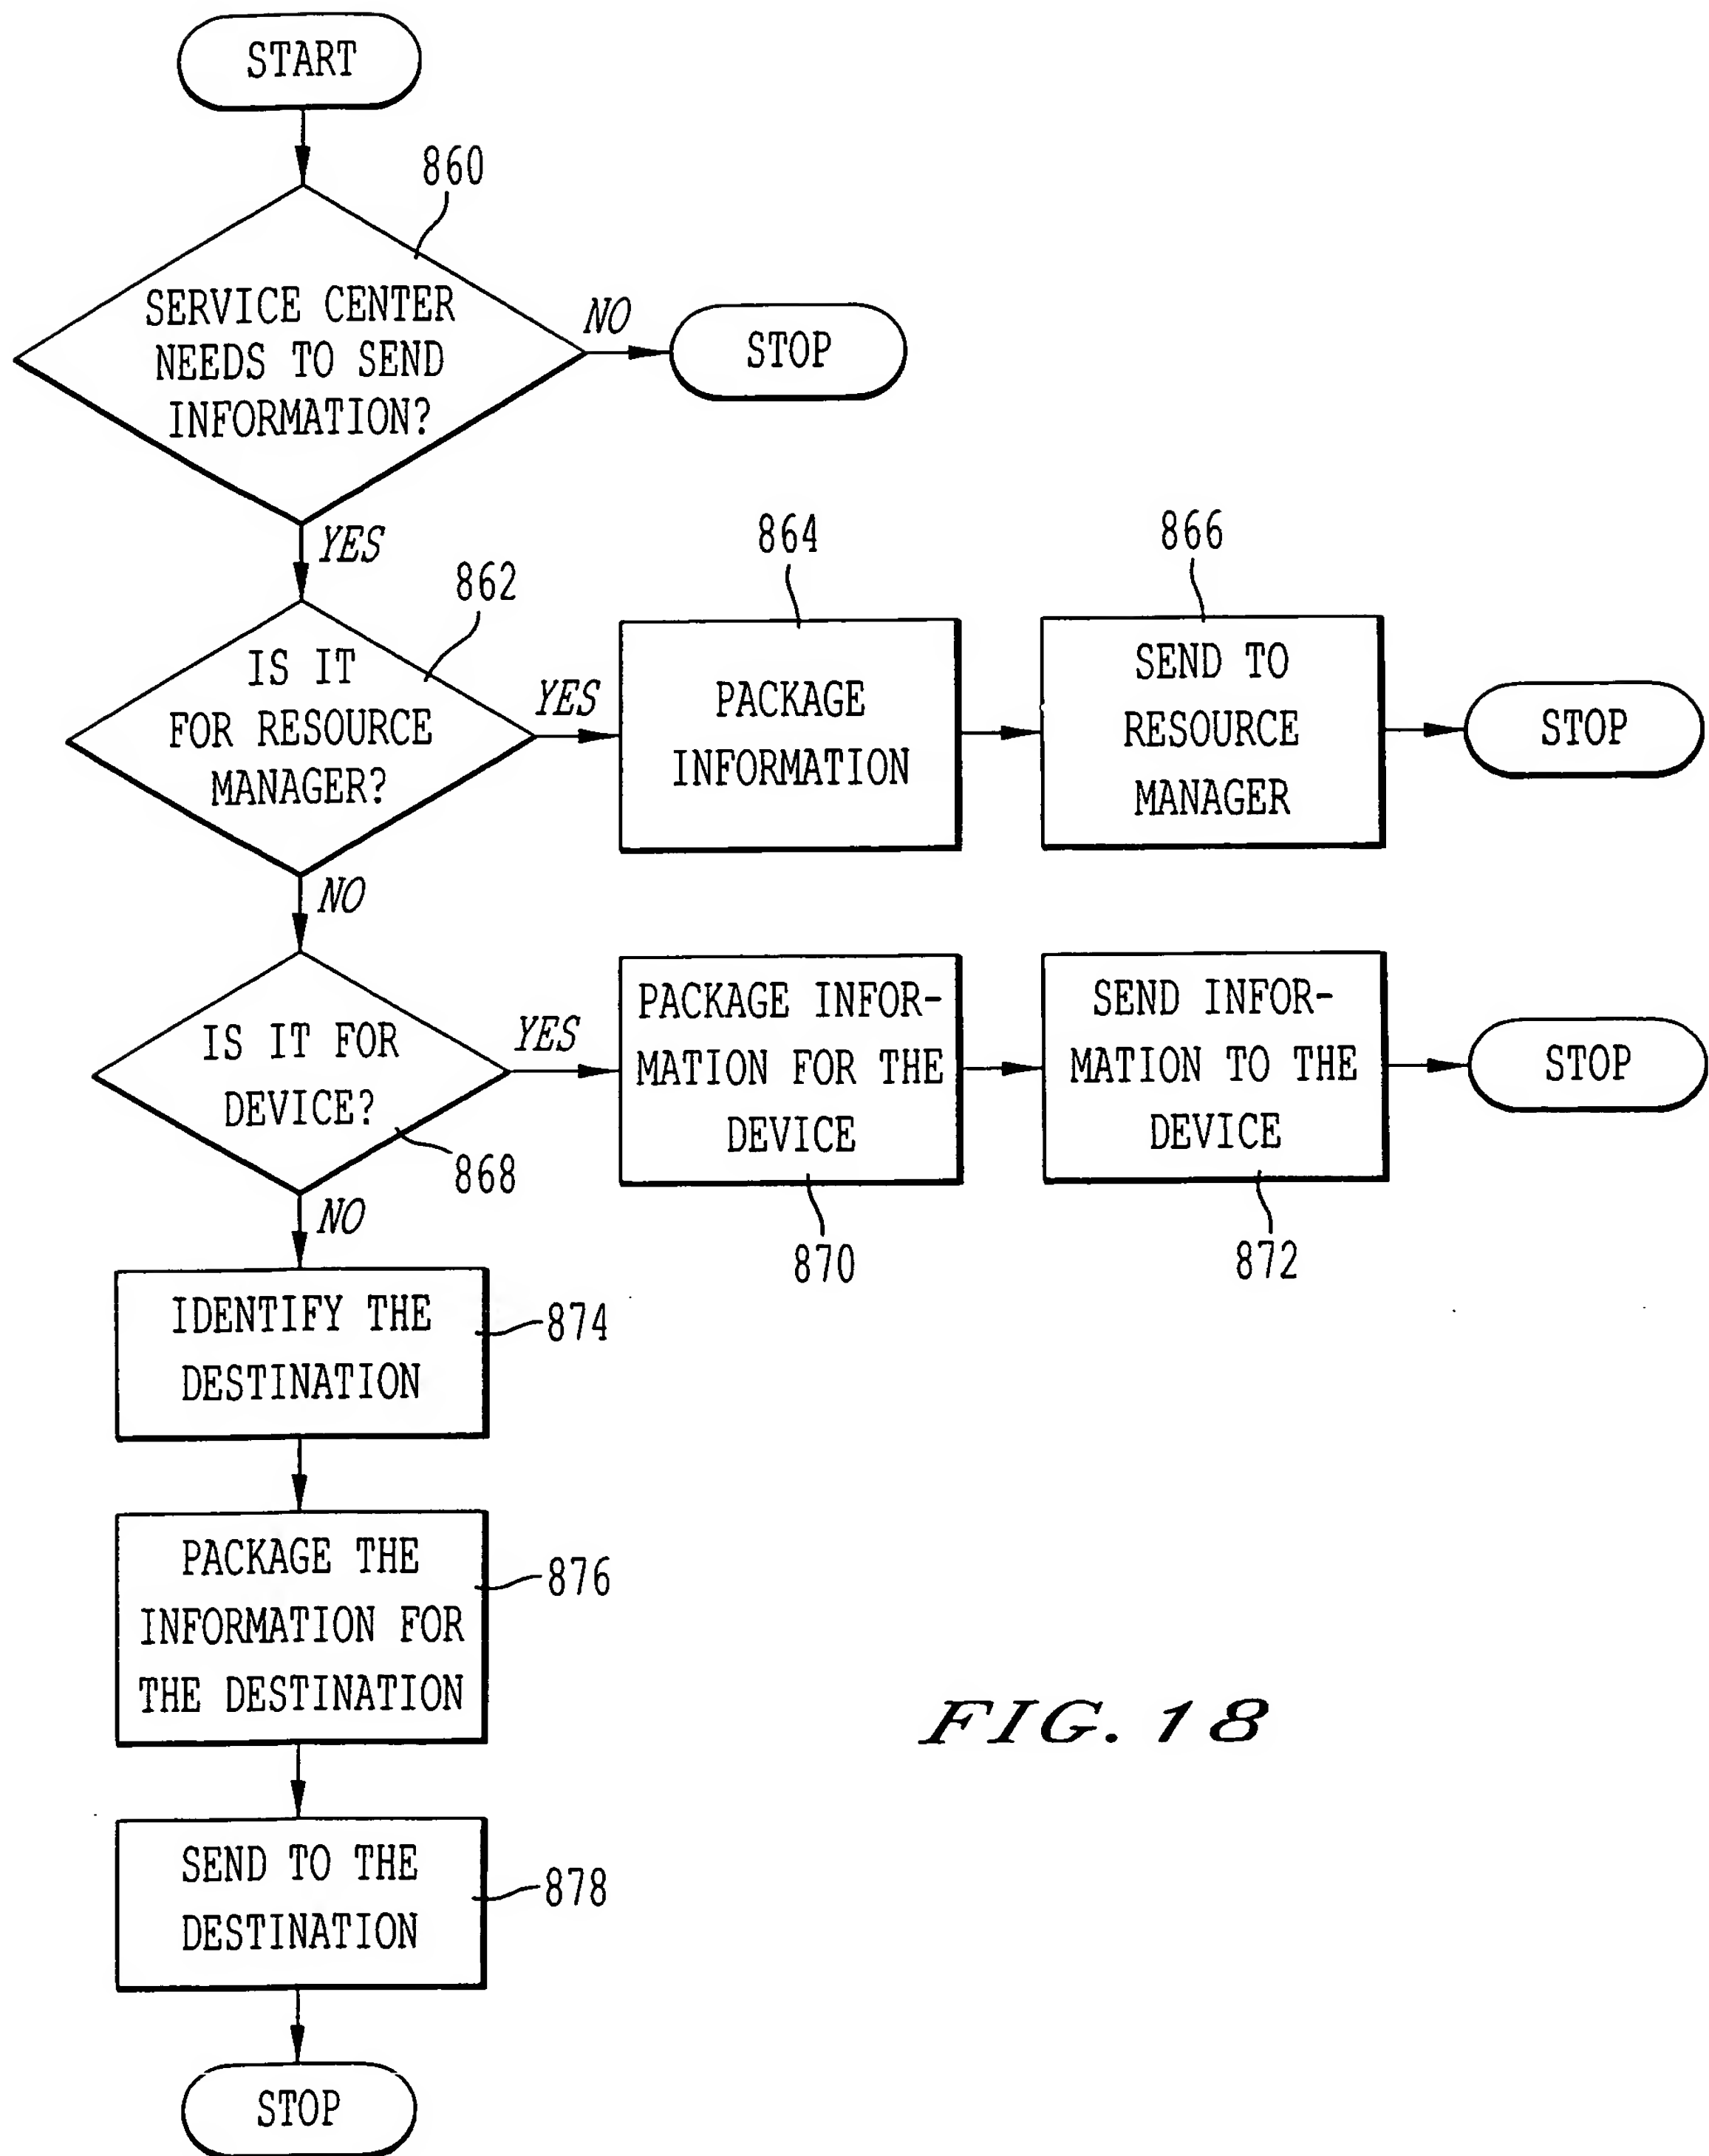 START
860
SERVICE CENTER
NEEDS TO SEND
INFORMATION?
NO
STOP
YES
862
IS IT
FOR RESOURCE
MANAGER?
YES
864
PACKAGE
INFORMATION
866
SEND TO
RESOURCE
MANAGER
STOP
NO
IS IT FOR
DEVICE?
868
YES
PACKAGE INFOR-
MATION FOR THE
DEVICE
870
SEND INFOR-
MATION TO THE
DEVICE
872
STOP
NO
IDENTIFY THE
DESTINATION
874
PACKAGE THE
INFORMATION FOR
THE DESTINATION
876
SEND TO THE
DESTINATION
878
STOP
FIG. 18